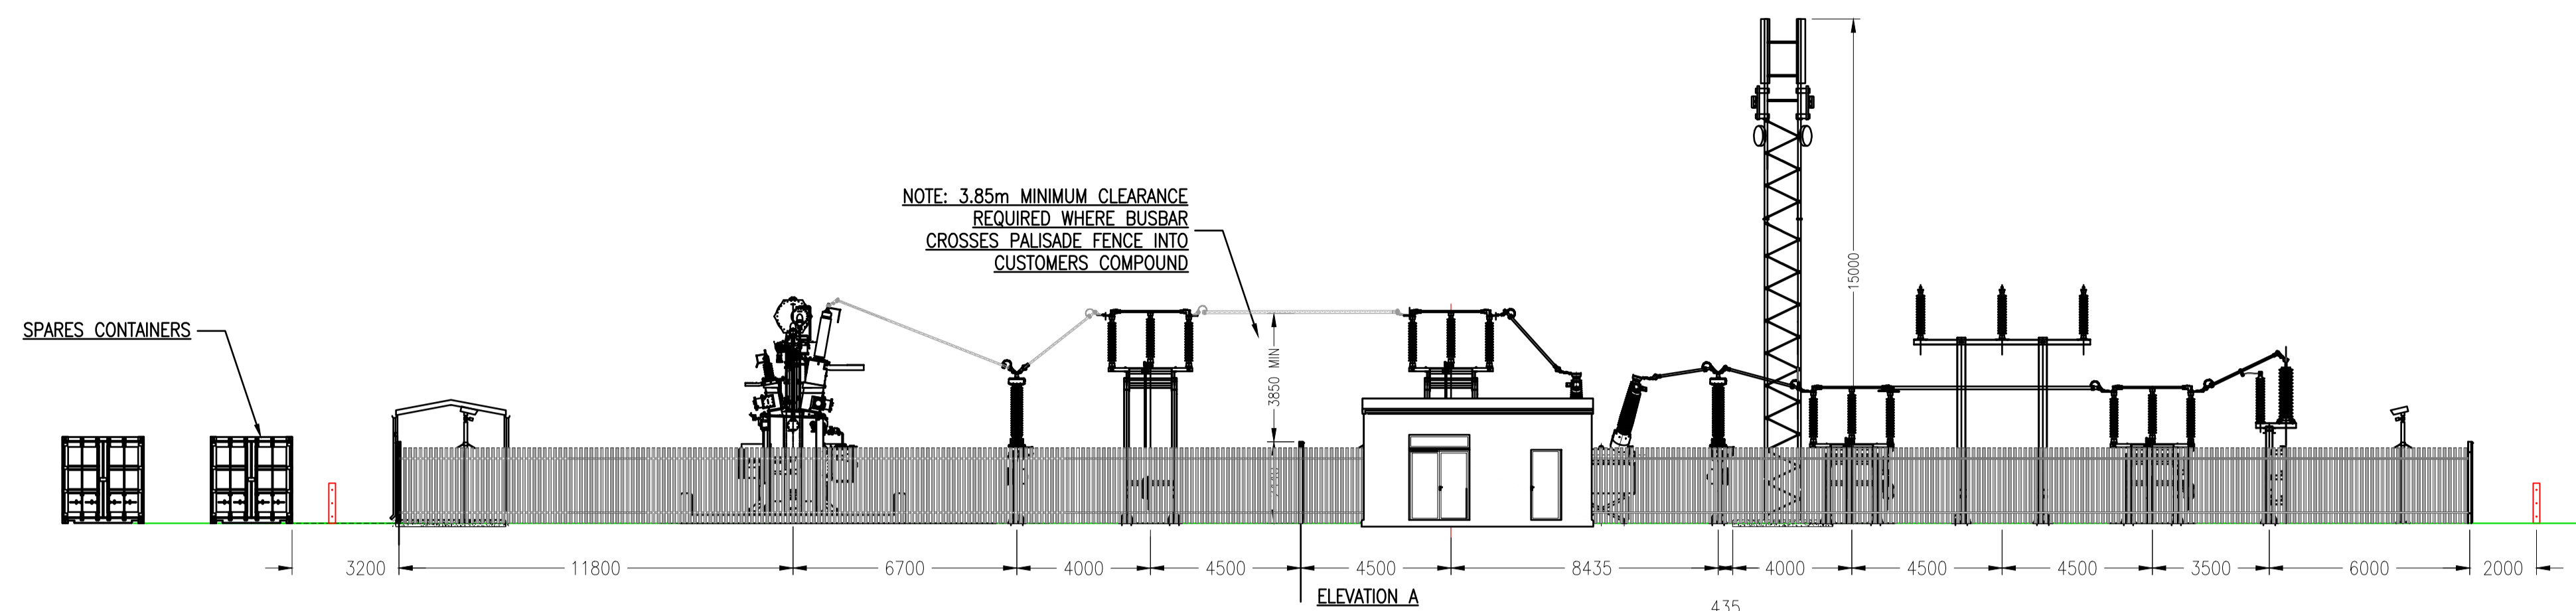 NOTE: 3.85m MINIMUM CLEARANCE
REQUIRED WHERE BUSBAR
CROSSES PALISADE FENCE INTO
CUSTOMERS COMPOUND
SPARES CONTAINERS
15000
3850 MIN
3200 11800 6700 4000 4500 4500 8435 4000 4500 4500 3500 6000 2000
ELEVATION A
435